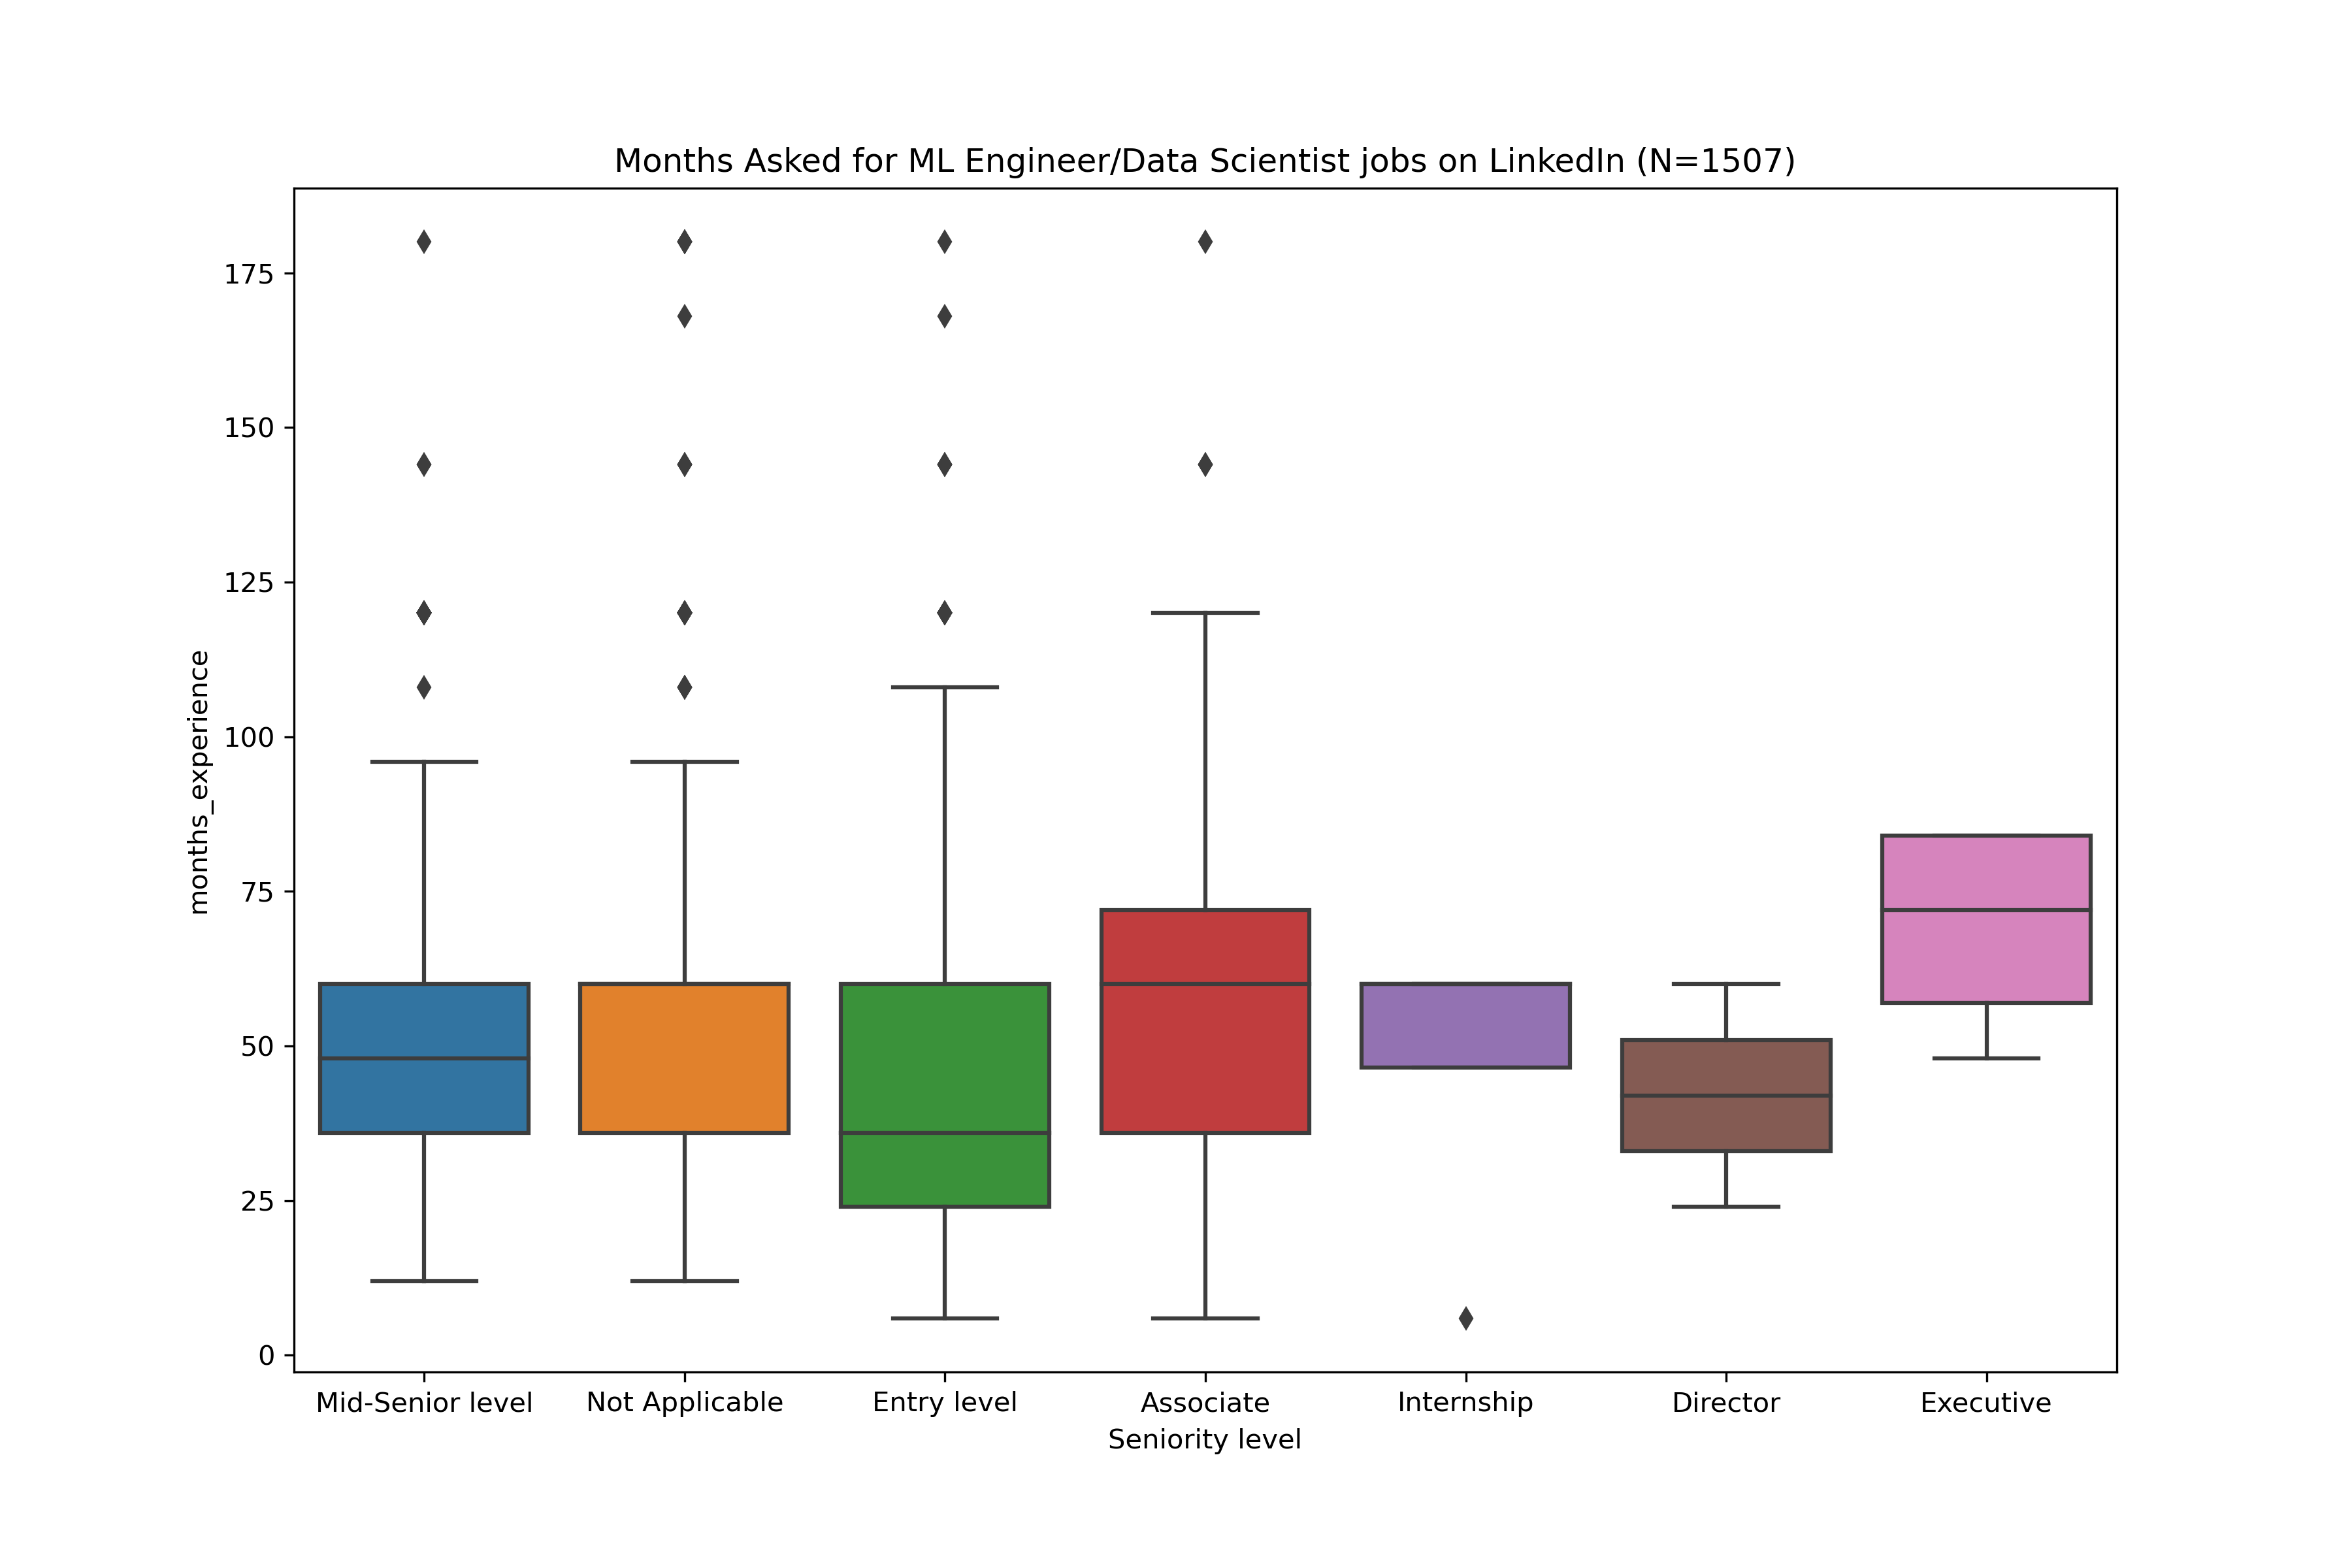 Months Asked for ML Engineer/Data Scientist jobs on LinkedIn (N=1507)
months_experience
175
150
125
100
75
50
25
0
Mid-Senior level Not Applicable Entry level Associate Internship Director Executive
Seniority level